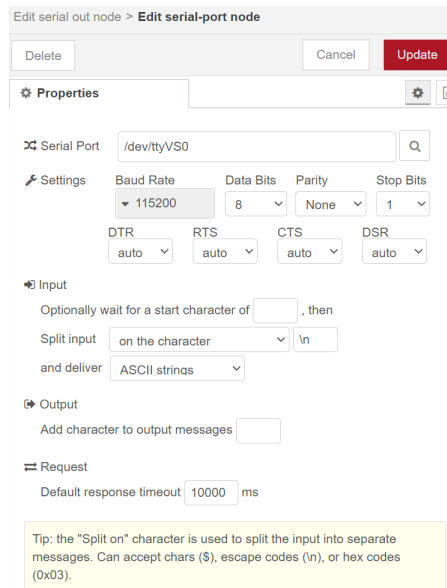 Edit serial out node > Edit serial-port node
Delete Cancel Update
Properties
Serial Port /dev/ttyVS0
Settings Baud Rate Data Bits Parity Stop Bits
115200 8 None 1
DTR RTS CTS DSR
auto auto auto auto
Input
Optionally wait for a start character of , then
Split input on the character \n
and deliver ASCII strings
Output
Add character to output messages
Request
Default response timeout 10000 ms
Tip: the "Split on" character is used to split the input into separate
messages. Can accept chars ($), escape codes (\n), or hex codes
(0x03).